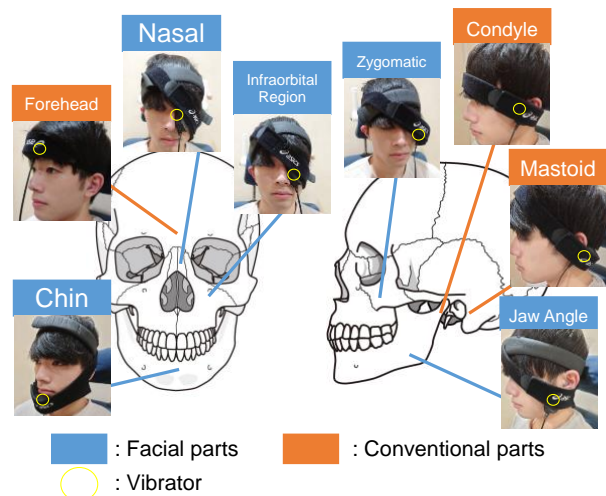 Nasal
Condyle
Zygomatic
Infraorbital
Region
Forehead
Mastoid
Chin
Jaw Angle
: Facial parts
: Conventional parts
: Vibrator